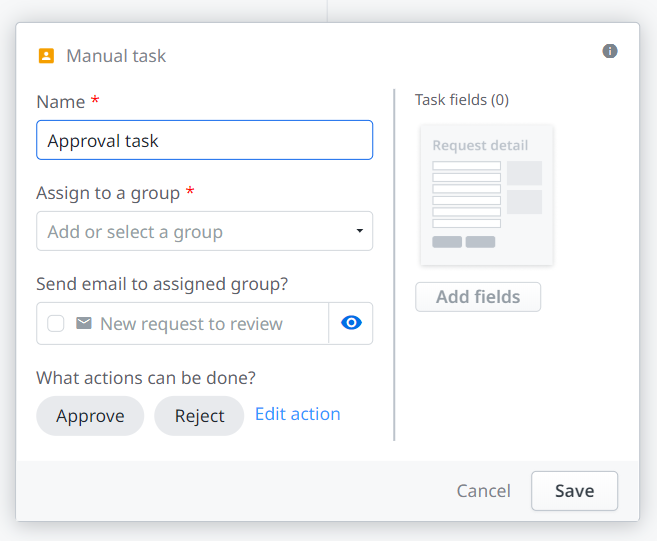 Manual task
Name *
Approval task
Assign to a group *
Add or select a group
Send email to assigned group?
New request to review
What actions can be done?
Approve
Reject
Edit action
Task fields (0)
Request detail
Add fields
Cancel
Save